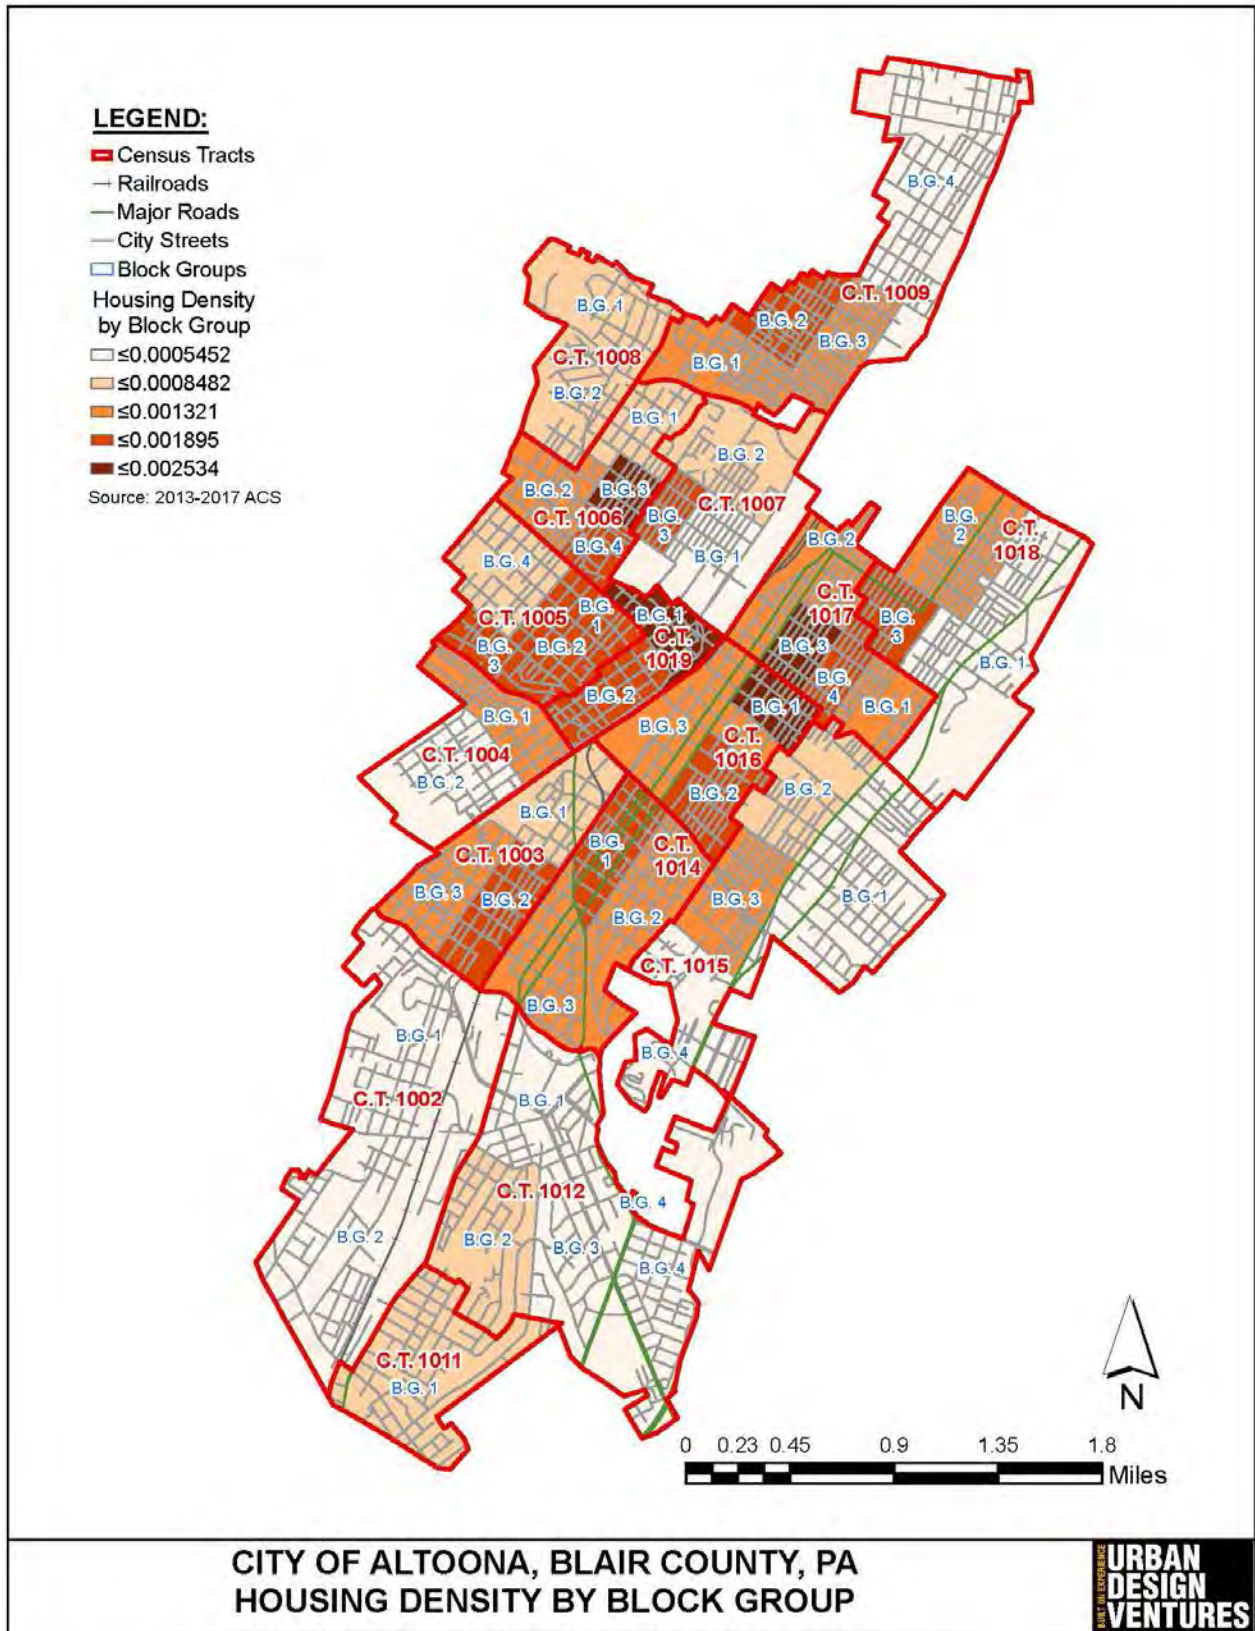 LEGEND:
Census Tracts
Railroads
Major Roads
City Streets
Block Groups
Housing Density
by Block Group
≤0.0005452
≤0.0008482
≤0.001321
≤0.001895
≤0.002534
Source: 2013-2017 ACS
B.G. 4
C.T. 1009
B.G. 1
B.G. 2
B.G. 3
C.T. 1008
B.G. 1
B.G. 2
B.G. 1
B.G. 2
B.G. 2
B.G. 3
C.T. 1007
B.G.
3
C.T. 1006
B.G. 4
B.G. 1
B.G.
2
C.T.
1018
B.G. 2
B.G. 4
C.T.
1017
B.G. 1
B.G.
1
C.T. 1005
B.G.
3
B.G. 2
C.T.
1019
B.G. 3
B.G.
3
B.G. 1
B.G.
4
B.G. 2
B.G. 1
B.G. 1
B.G. 1
B.G. 3
C.T. 1004
B.G. 2
C.T.
1016
B.G. 2
B.G. 2
B.G. 1
C.T. 1003
B.G.
1
C.T.
1014
B.G. 3
B.G. 2
B.G. 3
B.G. 1
B.G. 2
C.T. 1015
B.G. 3
B.G. 1
B.G. 4
C.T. 1002
B.G. 1
C.T. 1012
B.G. 4
B.G. 2
B.G. 2
B.G. 3
B.G. 4
C.T. 1011
B.G. 1
N
0 0.23 0.45 0.9 1.35 1.8
Miles
CITY OF ALTOONA, BLAIR COUNTY, PA
HOUSING DENSITY BY BLOCK GROUP
BUILT ON EXPERIENCE
URBAN
DESIGN
VENTURES